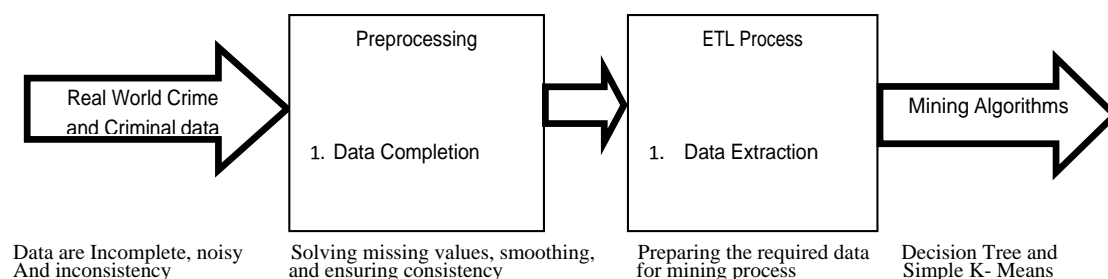 Preprocessing
ETL Process
Real World Crime
and Criminal data
Mining Algorithms
1. Data Completion
1. Data Extraction
Data are Incomplete, noisy
And inconsistency
Solving missing values, smoothing,
and ensuring consistency
Preparing the required data
for mining process
Decision Tree and
Simple K- Means